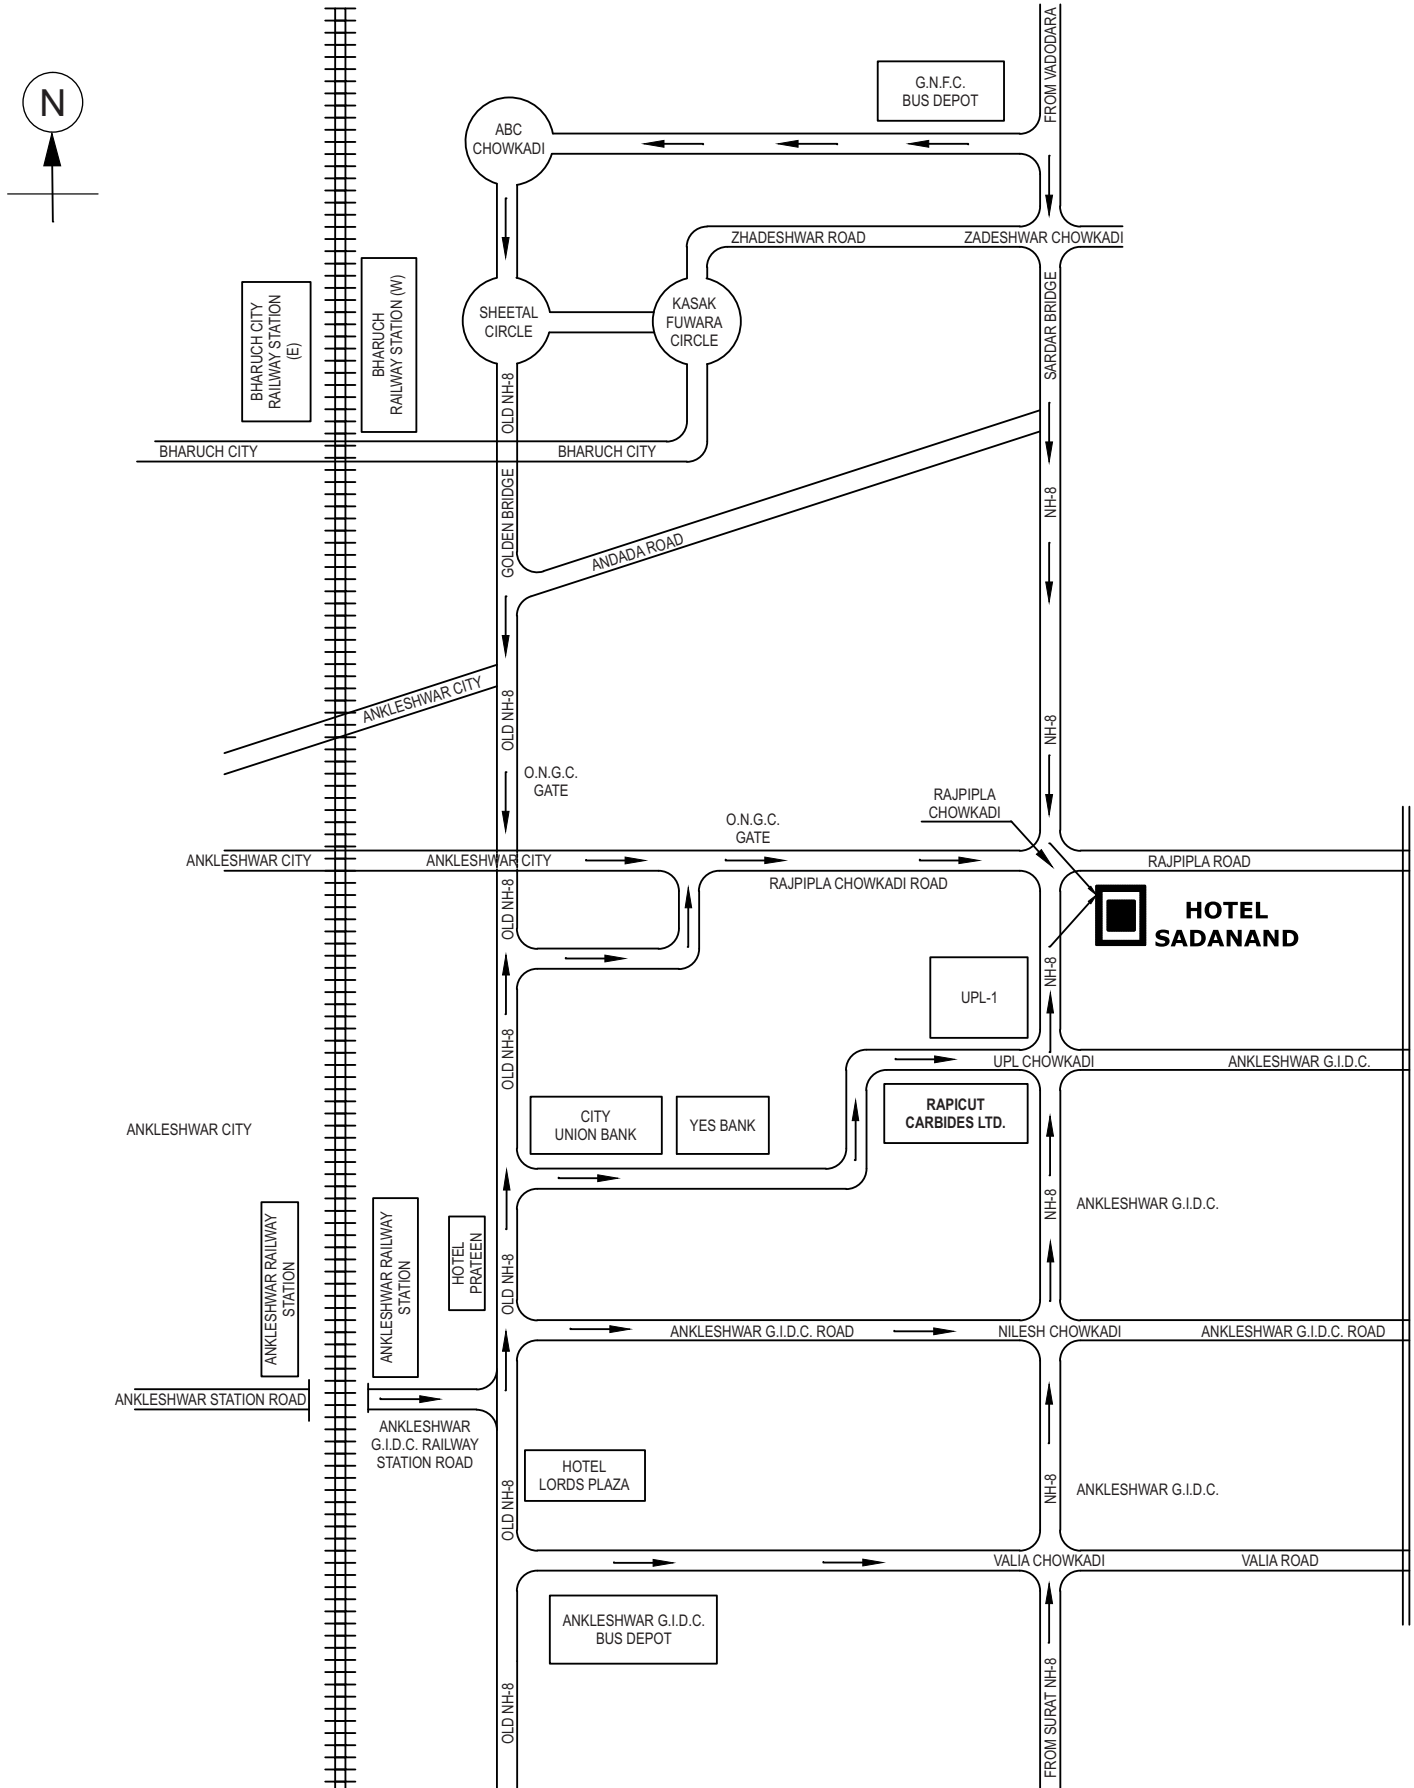 FROM VADODARA
G.N.F.C.
BUS DEPOT
N
ABC
CHOWKADI
ZHADESHWAR ROAD
ZADESHWAR CHOWKADI
BHARUCH CITY
RAILWAY STATION
(E)
BHARUCH
RAILWAY STATION (W)
SHEETAL
CIRCLE
KASAK
FUWARA
CIRCLE
SARDAR BRIDGE
OLD NH-8
BHARUCH CITY
BHARUCH CITY
GOLDEN BRIDGE
NH-8
ANDADA ROAD
ANKLESHWAR CITY
OLD NH-8
NH-8
O.N.G.C.
GATE
RAJPIPLA
CHOWKADI
O.N.G.C.
GATE
ANKLESHWAR CITY
ANKLESHWAR CITY
RAJPIPLA ROAD
RAJPIPLA CHOWKADI ROAD
OLD NH-8
HOTEL
SADANAND
NH-8
UPL-1
OLD NH-8
UPL CHOWKADI
ANKLESHWAR G.I.D.C.
RAPICUT
CARBIDES LTD.
CITY
UNION BANK
YES BANK
ANKLESHWAR CITY
NH-8
ANKLESHWAR G.I.D.C.
ANKLESHWAR RAILWAY
STATION
ANKLESHWAR RAILWAY
STATION
HOTEL
PRATEEN
OLD NH-8
ANKLESHWAR G.I.D.C. ROAD
NILESH CHOWKADI
ANKLESHWAR G.I.D.C. ROAD
ANKLESHWAR STATION ROAD
ANKLESHWAR
G.I.D.C. RAILWAY
STATION ROAD
HOTEL
LORDS PLAZA
OLD NH-8
NH-8
ANKLESHWAR G.I.D.C.
VALIA CHOWKADI
VALIA ROAD
ANKLESHWAR G.I.D.C.
BUS DEPOT
OLD NH-8
FROM SURAT NH-8